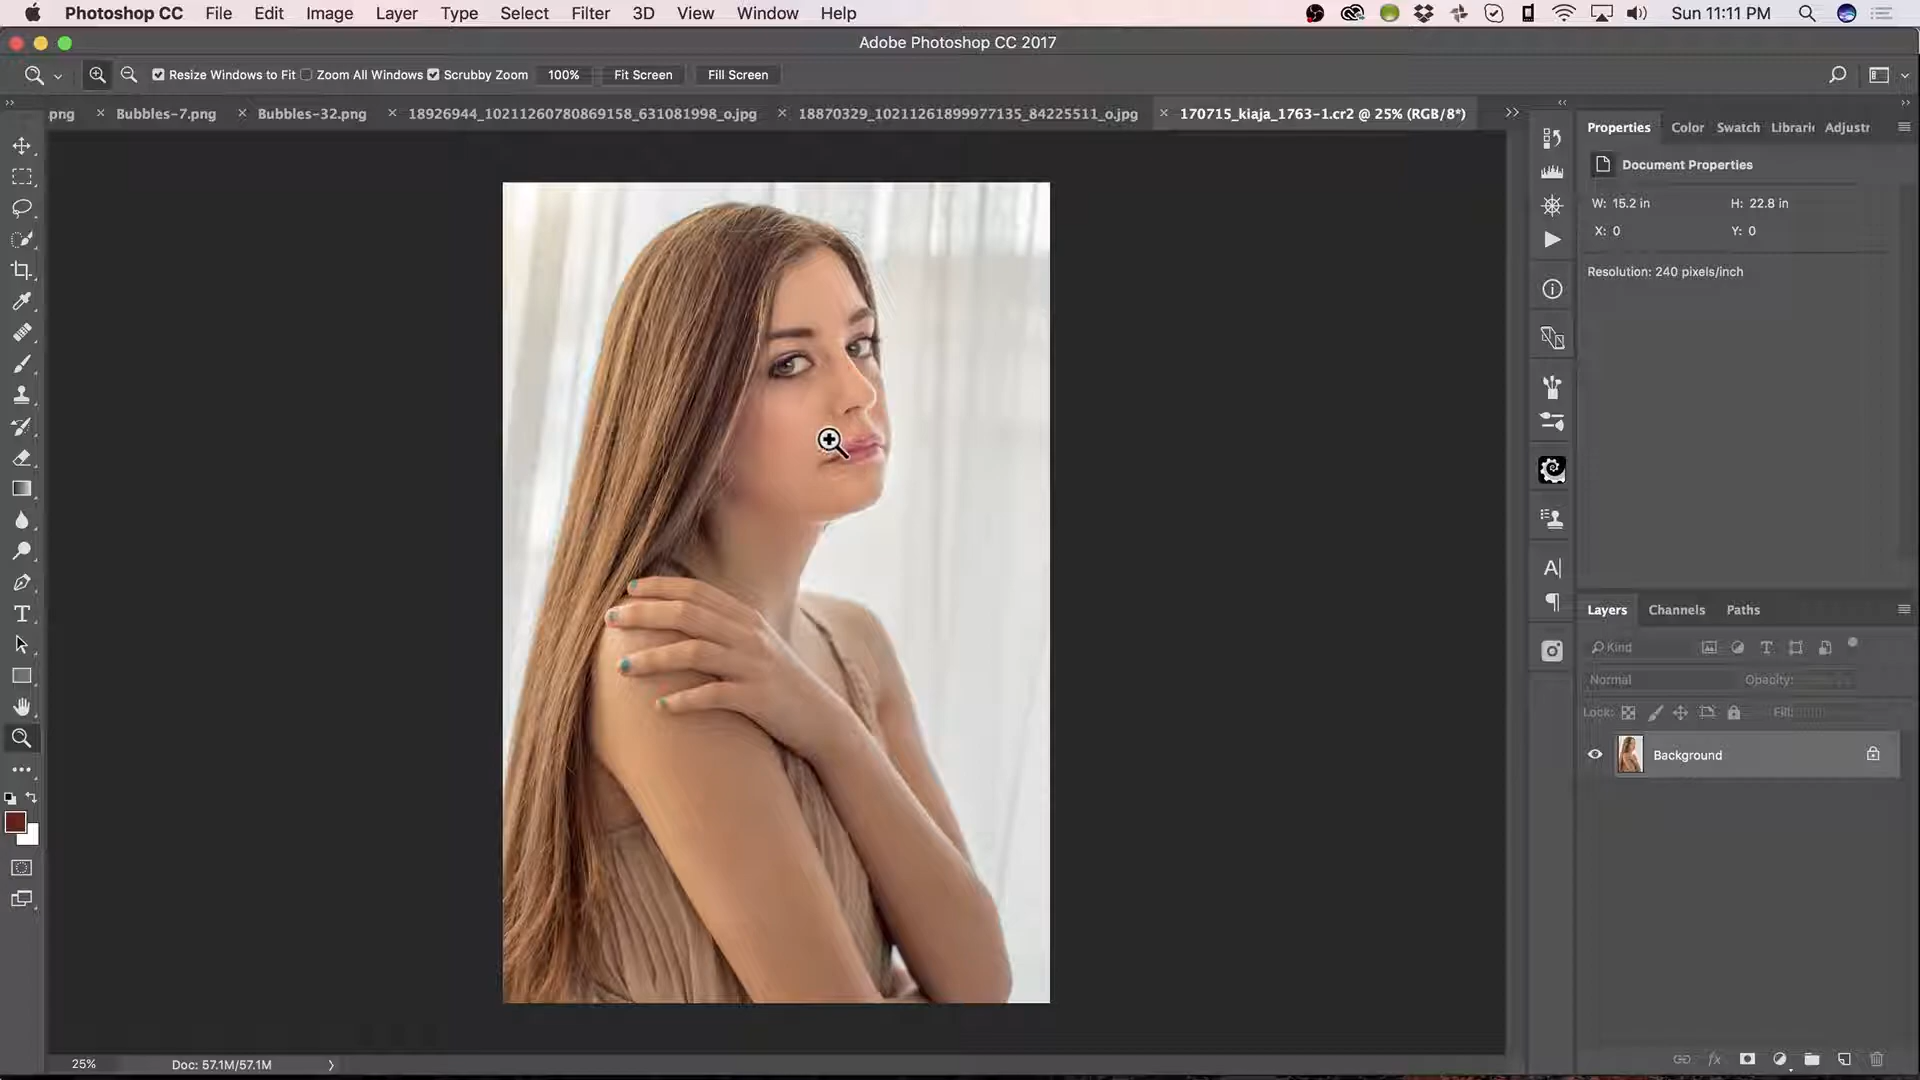 Photoshop CC File Edit Image Layer Type Select Filter 3D View Window Help Sun 11:11 PM
Adobe Photoshop CC 2017
Resize Windows to Fit Zoom All Windows Scrubby Zoom 100% Fit Screen Fill Screen
png × Bubbles-7.png × Bubbles-32.png × 18926944_10211260780869158_631081998_o.jpg × 18870329_10211261899977135_84225511_o.jpg × 170715_kiaja_1763-1.cr2 @ 25% (RGB/8*)
Properties Color Swatch Librari Adjustr
Document Properties
W: 15.2 in H: 22.8 in
X: 0 Y: 0
Resolution: 240 pixels/inch
Layers Channels Paths
Kind
Normal Opacity:
Lock: Fill:
Background
25% Doc: 57.1M/57.1M